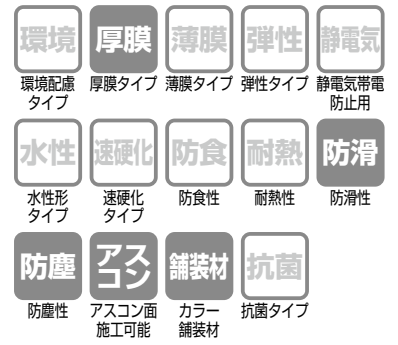 環境
厚膜
薄膜
弾性
静電気
環境配慮
タイプ
厚膜タイプ
薄膜タイプ
弾性タイプ
静電気帯電
防止用
水性
速硬化
防食
耐熱
防滑
水性形
タイプ
速硬化
タイプ
防食性
耐熱性
防滑性
防塵
アス
コン
舗装材
抗菌
防塵性
アスコン面
施工可能
カラー
舗装材
抗菌タイプ